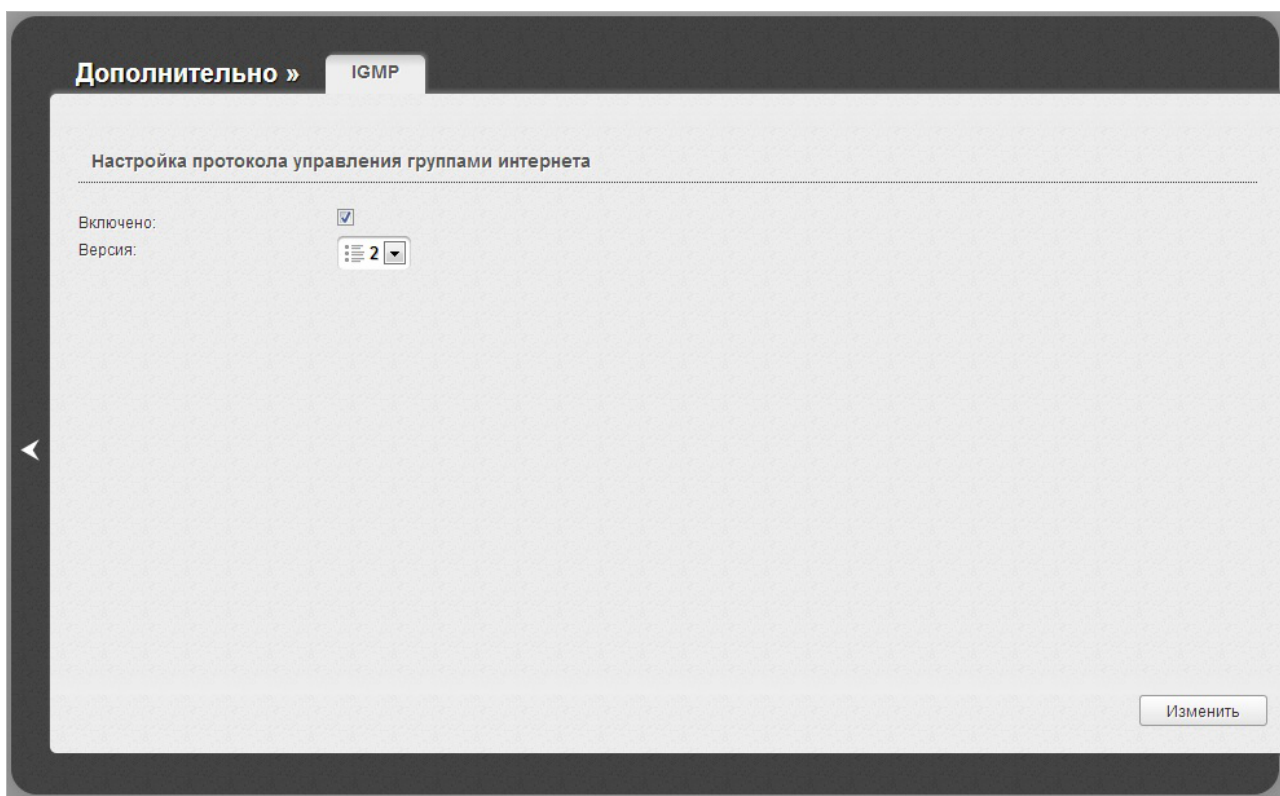 Дополнительно »
IGMP
Настройка протокола управления группами интернета
Включено:
Версия:
2
Изменить